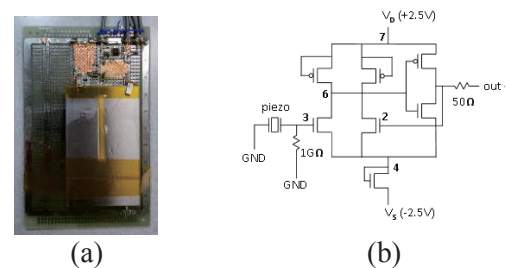 V_D (+2.5V)
7
6
piezo
3
2
out
50Ω
1GΩ
4
GND
GND
V_S (-2.5V)
(a)
(b)